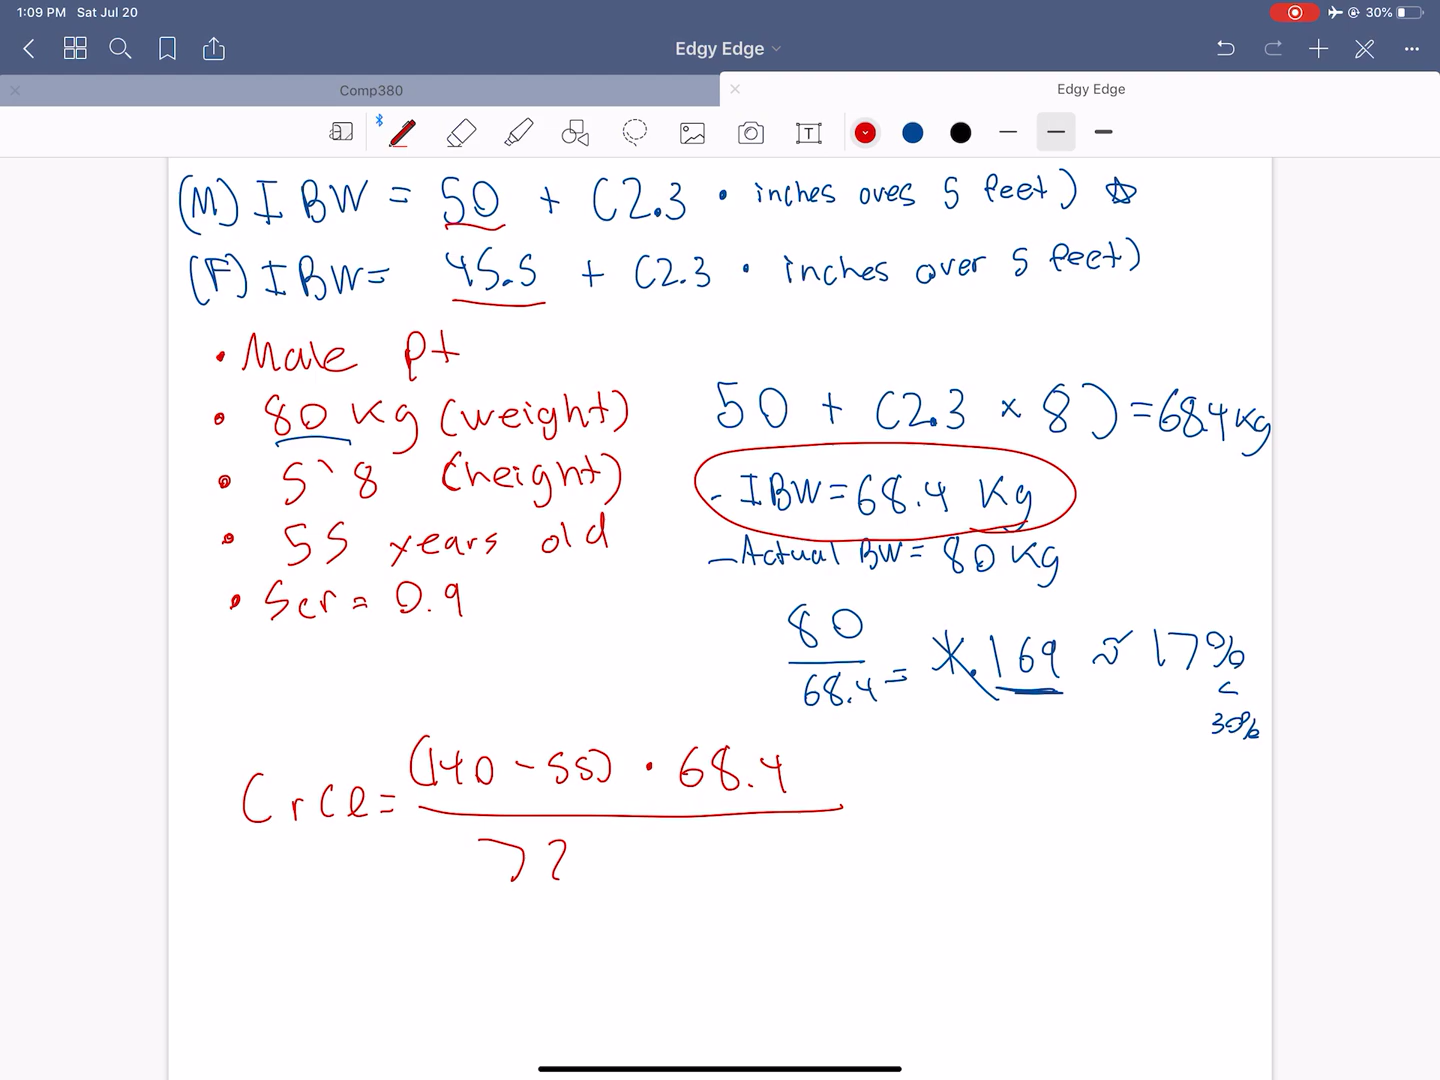 1:09 PM Sat Jul 20
30%
Edgy Edge
Comp380
Edgy Edge
T
(M) IBW = 50 + (2.3 • inches oves 5 feet) ☆
(F) IBW = 45.5 + (2.3 • inches over 5 feet)
• Male pt
• 80 kg (weight)
• 5`8 (height)
• 55 years old
• Scr = 0.9
50 + (2.3 × 8) = 68.4 kg
- IBW = 68.4 Kg
- Actual BW = 80 Kg
80
68.4 = .169 ≈ 17%
<
30%
CrCl = (140 - 55) • 68.4
72